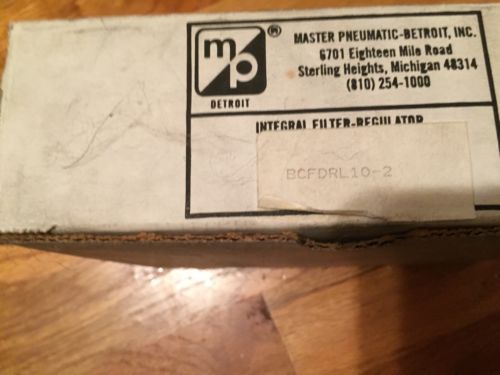 mp®
DETROIT
MASTER PNEUMATIC-DETROIT, INC.
6701 Eighteen Mile Road
Sterling Heights, Michigan 48314
(810) 254-1000
INTEGRAL FILTER-REGULATOR
BCFDRL10-2